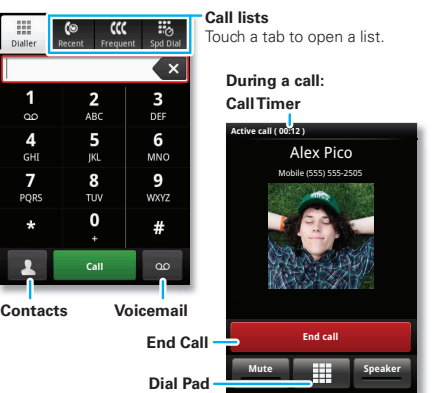 Call lists
Touch a tab to open a list.
Dialler Recent Frequent Spd Dial
1 2 ABC 3 DEF
4 GHI 5 JKL 6 MNO
7 PQRS 8 TUV 9 WXYZ
* 0 + #
Call
Contacts Voicemail
During a call:
Call Timer
Active call ( 00:12 )
Alex Pico
Mobile (555) 555-2505
End Call
End call
Mute Speaker
Dial Pad